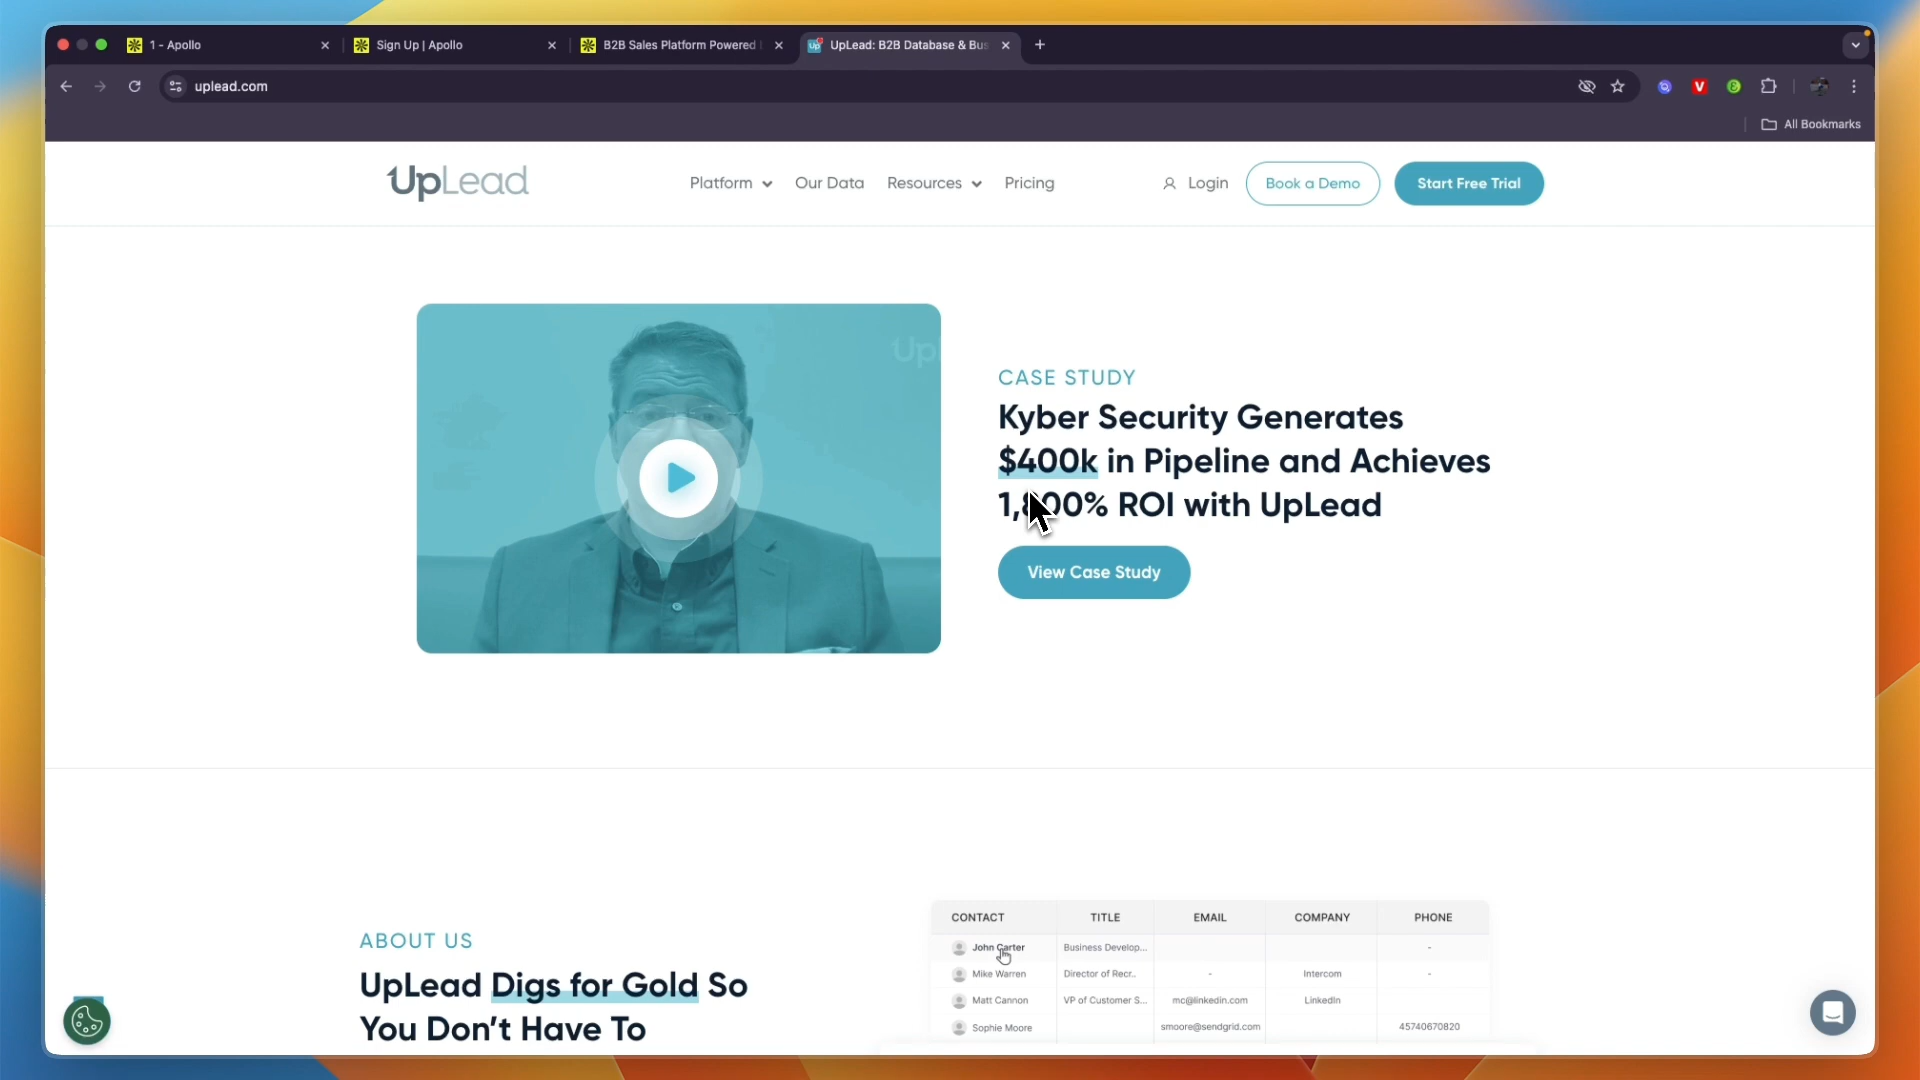 1 - Apollo
Sign Up | Apollo
B2B Sales Platform Powered
UpLead: B2B Database & Bus
uplead.com
All Bookmarks
UpLead
Platform
Our Data
Resources
Pricing
Login
Book a Demo
Start Free Trial
Up
CASE STUDY
Kyber Security Generates
$400k in Pipeline and Achieves
ROI with UpLead
View Case Study
ABOUT US
UpLead Digs for Gold So
You Don't Have To
CONTACT TITLE EMAIL COMPANY PHONE
John Carter Business Develop... -
Mike Warren Director of Recr.. - Intercom -
Matt Cannon VP of Customer S... mc@linkedin.com LinkedIn
Sophie Moore smoore@sendgrid.com 45740670820